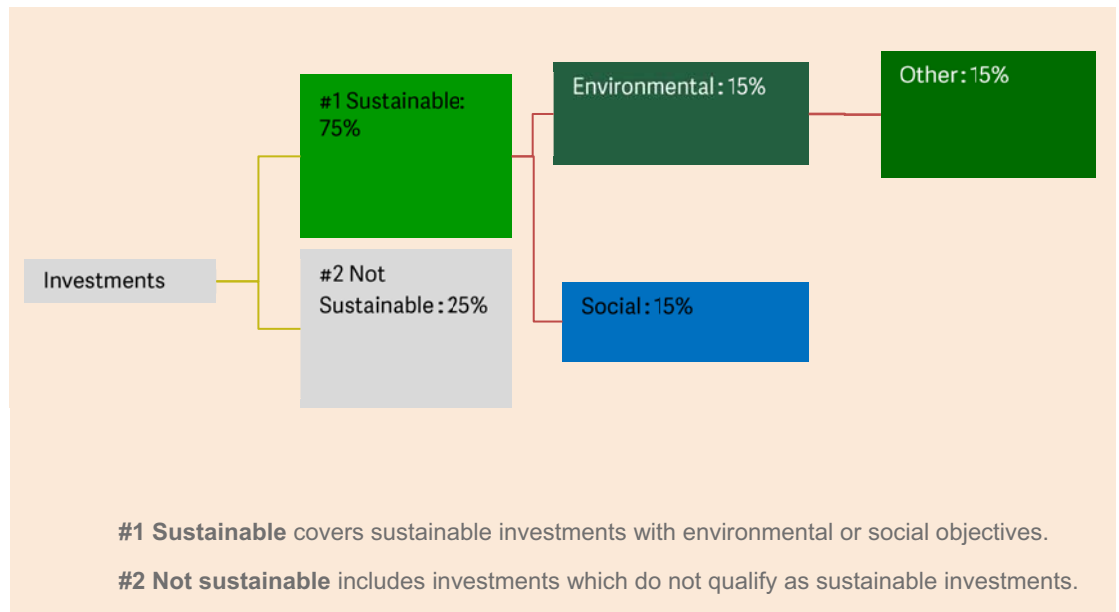 #1 Sustainable:
75%
Environmental: 15%
Other: 15%
Investments
#2 Not
Sustainable: 25%
Social: 15%
#1 Sustainable covers sustainable investments with environmental or social objectives.
#2 Not sustainable includes investments which do not qualify as sustainable investments.